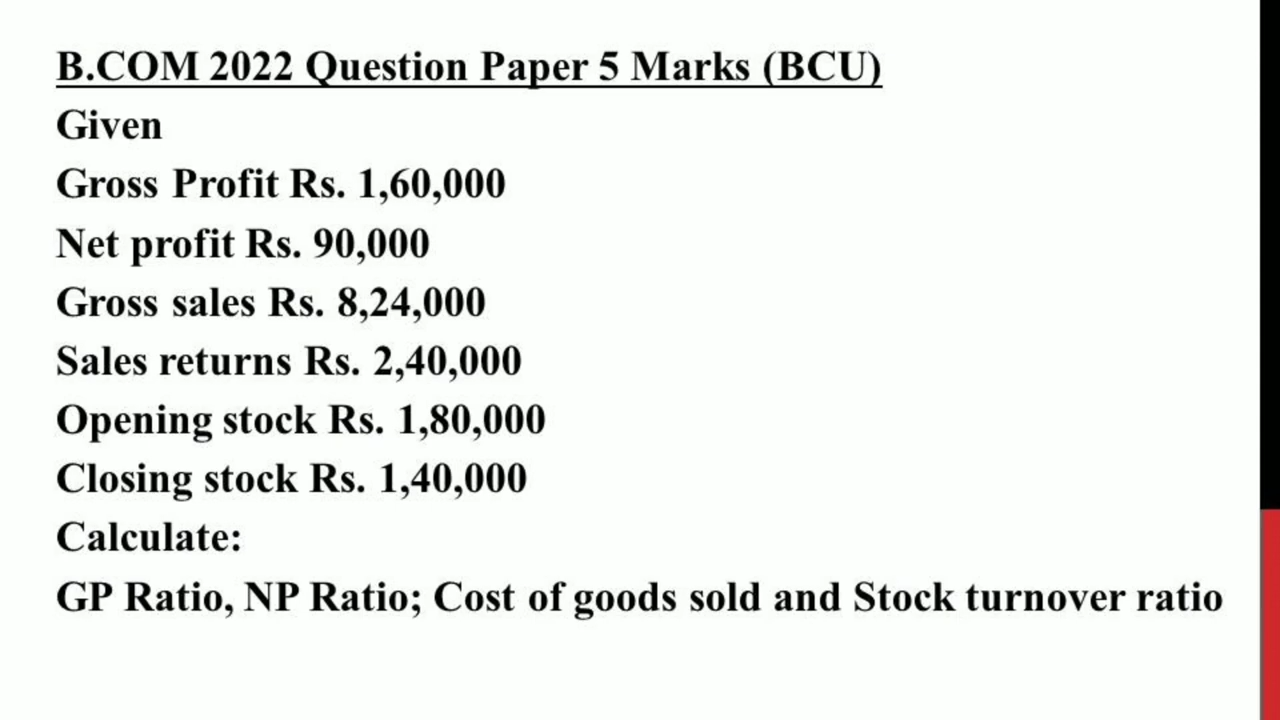 B.COM 2022 Question Paper 5 Marks (BCU)
Given
Gross Profit Rs. 1,60,000
Net profit Rs. 90,000
Gross sales Rs. 8,24,000
Sales returns Rs. 2,40,000
Opening stock Rs. 1,80,000
Closing stock Rs. 1,40,000
Calculate:
GP Ratio, NP Ratio; Cost of goods sold and Stock turnover ratio